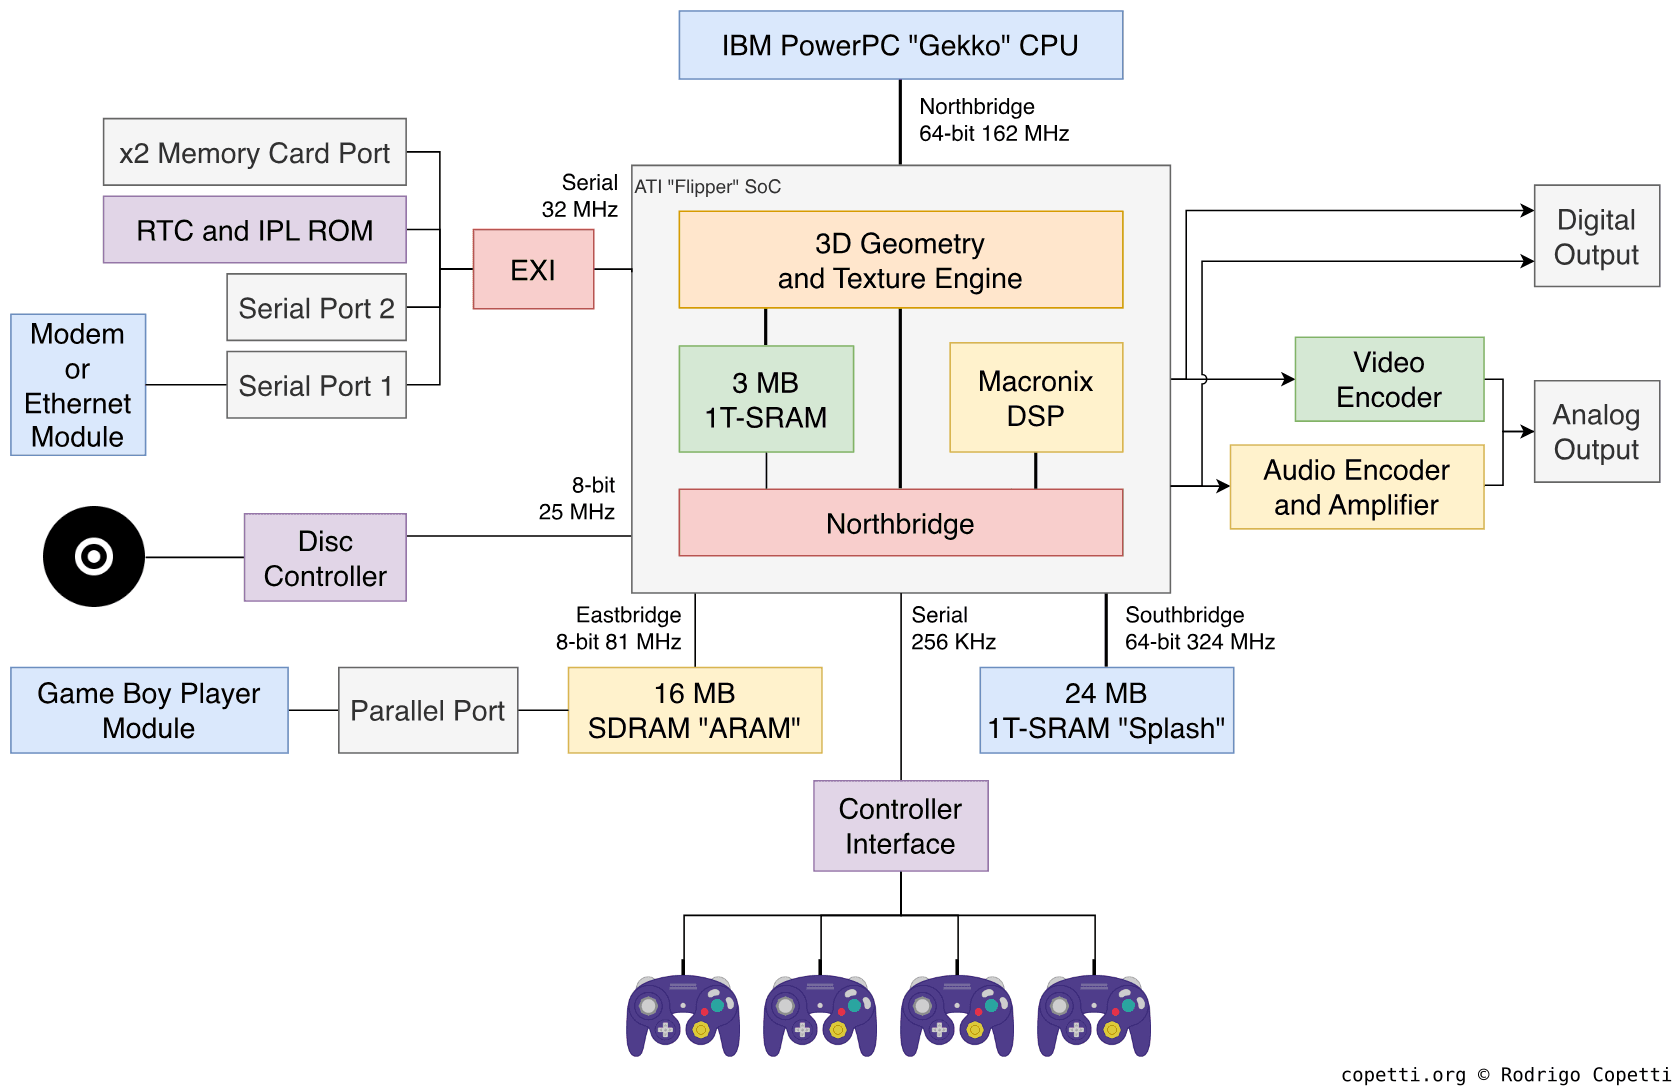 IBM PowerPC "Gekko" CPU
Northbridge
64-bit 162 MHz
x2 Memory Card Port
RTC and IPL ROM
Serial Port 2
Serial Port 1
Modem
or
Ethernet
Module
EXI
Serial
32 MHz
ATI "Flipper" SoC
3D Geometry
and Texture Engine
3 MB
1T-SRAM
Macronix
DSP
Northbridge
Digital
Output
Video
Encoder
Analog
Output
Audio Encoder
and Amplifier
8-bit
25 MHz
Disc
Controller
Eastbridge
8-bit 81 MHz
Serial
256 KHz
Southbridge
64-bit 324 MHz
Game Boy Player
Module
Parallel Port
16 MB
SDRAM "ARAM"
24 MB
1T-SRAM "Splash"
Controller
Interface
copetti.org © Rodrigo Copetti